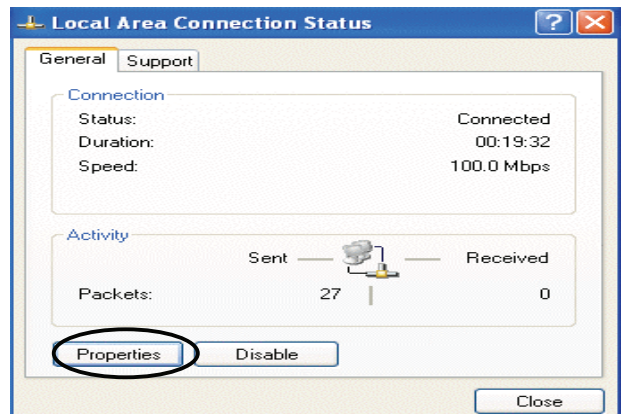 Local Area Connection Status
General Support
Connection
Status: Connected
Duration: 00:19:32
Speed: 100.0 Mbps
Activity
Sent Received
Packets: 27 0
Properties Disable
Close